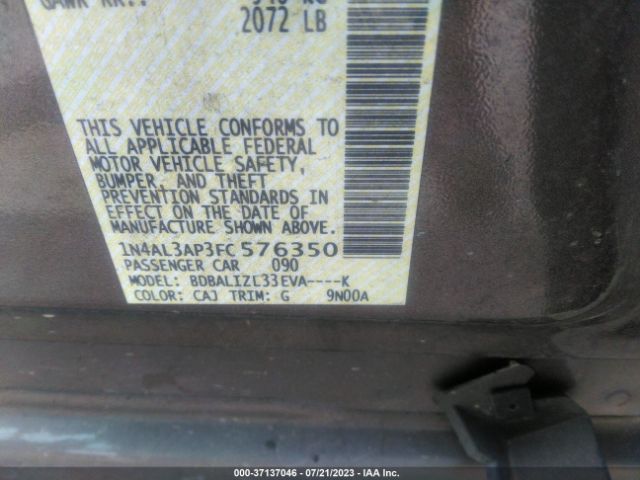 2072 LB
THIS VEHICLE CONFORMS TO
ALL APPLICABLE FEDERAL
MOTOR VEHICLE SAFETY,
BUMPER, AND THEFT
PREVENTION STANDARDS IN
EFFECT ON THE DATE OF
MANUFACTURE SHOWN ABOVE.
1N4AL3AP3FC576350
PASSENGER CAR 090
MODEL: BDBALIZL33EVA----K
COLOR: CAJ TRIM: G 9N00A
000-37137046 - 07/21/2023 - IAA Inc.